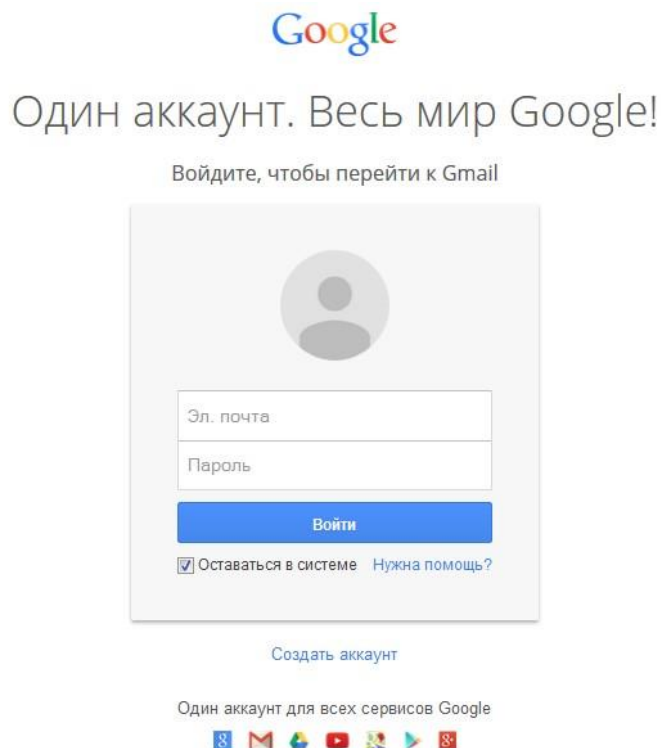 Google
Один аккаунт. Весь мир Google!
Войдите, чтобы перейти к Gmail
Эл. почта
Пароль
Войти
Оставаться в системе Нужна помощь?
Создать аккаунт
Один аккаунт для всех сервисов Google